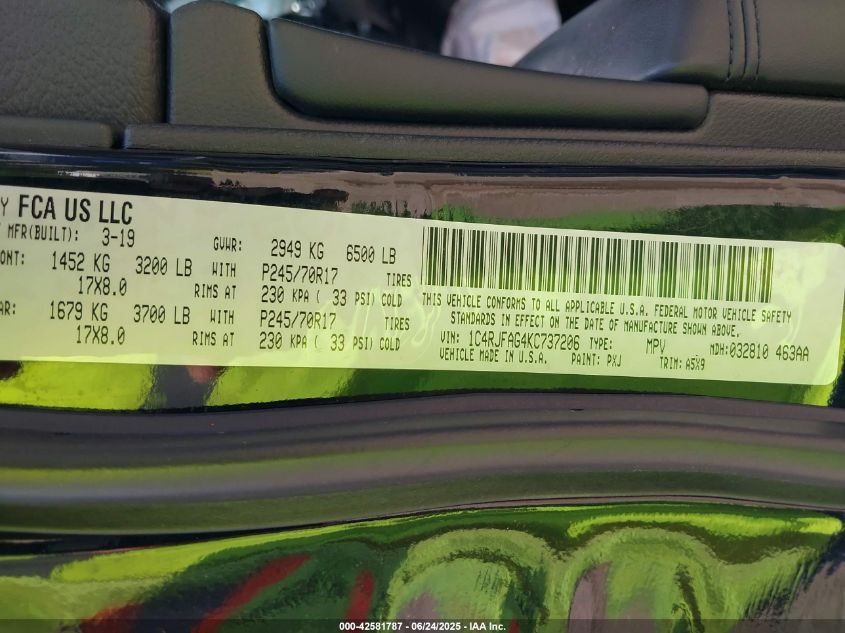 Y FCA US LLC
MFR(BUILT): 3-19 GVWR: 2949 KG 6500 LB
ONT: 1452 KG 3200 LB WITH P245/70R17 TIRES
17X8.0 RIMS AT 230 KPA ( 33 PSI) COLD
AR: 1679 KG 3700 LB WITH P245/70R17 TIRES
17X8.0 RIMS AT 230 KPA ( 33 PSI) COLD
THIS VEHICLE CONFORMS TO ALL APPLICABLE U.S.A. FEDERAL MOTOR VEHICLE SAFETY
STANDARDS IN EFFECT ON THE DATE OF MANUFACTURE SHOWN ABOVE.
VIN: 1C4RJFAG4KC737206 TYPE: MPV MDH: 032810 463AA
VEHICLE MADE IN U.S.A. PAINT: PXJ TRIM: A5X9
000-42581787 - 06/24/2025 - IAA Inc.